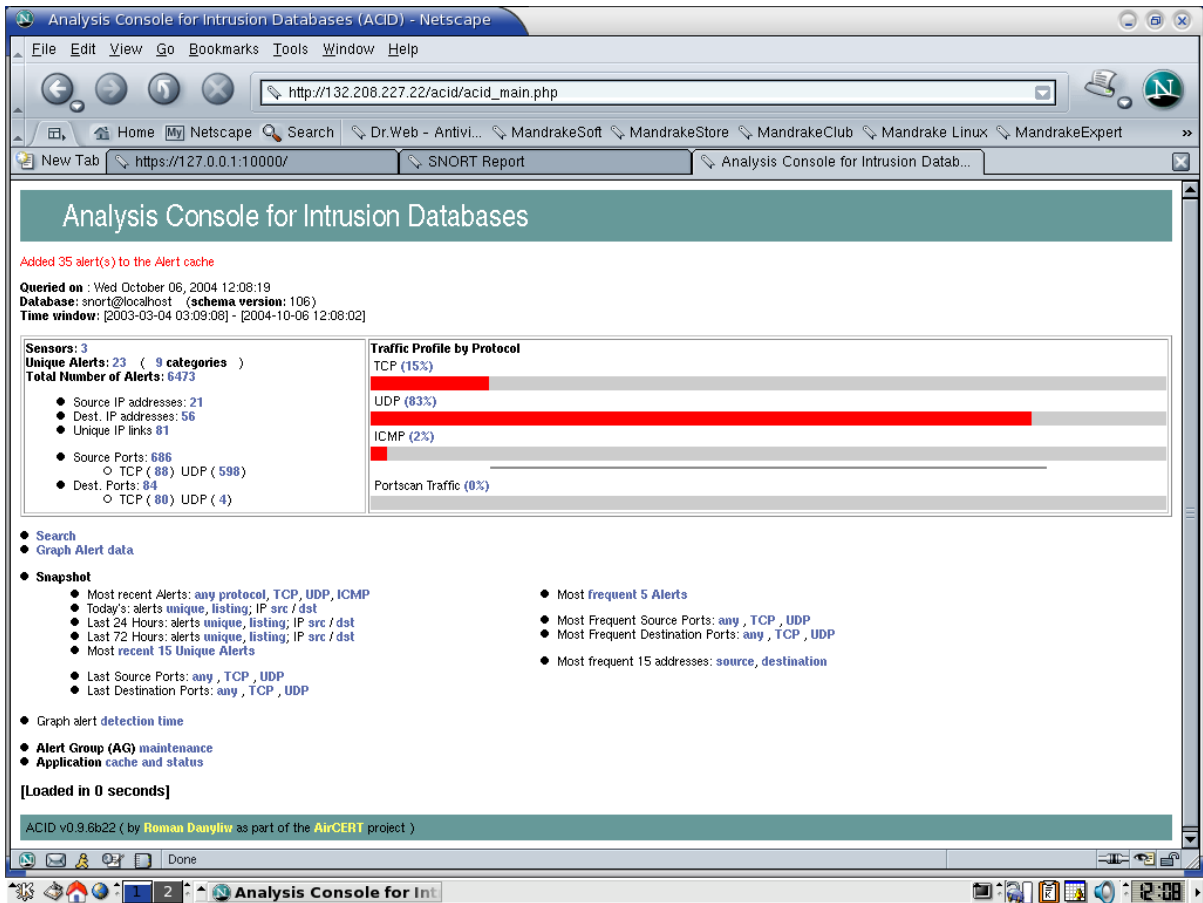 Analysis Console for Intrusion Databases (ACID) - Netscape
File Edit View Go Bookmarks Tools Window Help
http://132.208.227.22/acid/acid_main.php
N
Home My Netscape Search Dr.Web - Antivi... MandrakeSoft MandrakeStore MandrakeClub Mandrake Linux MandrakeExpert »
New Tab https://127.0.0.1:10000/ SNORT Report Analysis Console for Intrusion Datab...
Analysis Console for Intrusion Databases
Added 35 alert(s) to the Alert cache
Queried on : Wed October 06, 2004 12:08:19
Database: snort@localhost (schema version: 106)
Time window: [2003-03-04 03:09:08] - [2004-10-06 12:08:02]
Sensors: 3
Unique Alerts: 23 ( 9 categories )
Total Number of Alerts: 6473
Source IP addresses: 21
Dest. IP addresses: 56
Unique IP links 81
Source Ports: 686
TCP ( 88) UDP ( 598)
Dest. Ports: 84
TCP ( 80) UDP ( 4)
Traffic Profile by Protocol
TCP (15%)
UDP (83%)
ICMP (2%)
Portscan Traffic (0%)
Search
Graph Alert data
Snapshot
Most recent Alerts: any protocol, TCP, UDP, ICMP
Today's: alerts unique, listing; IP src / dst
Last 24 Hours: alerts unique, listing; IP src / dst
Last 72 Hours: alerts unique, listing; IP src / dst
Most recent 15 Unique Alerts
Last Source Ports: any , TCP , UDP
Last Destination Ports: any , TCP , UDP
Most frequent 5 Alerts
Most Frequent Source Ports: any , TCP , UDP
Most Frequent Destination Ports: any , TCP , UDP
Most frequent 15 addresses: source, destination
Graph alert detection time
Alert Group (AG) maintenance
Application cache and status
[Loaded in 0 seconds]
ACID v0.9.6b22 ( by Roman Danyliw as part of the AirCERT project )
Done
1 2 Analysis Console for Int 12:08